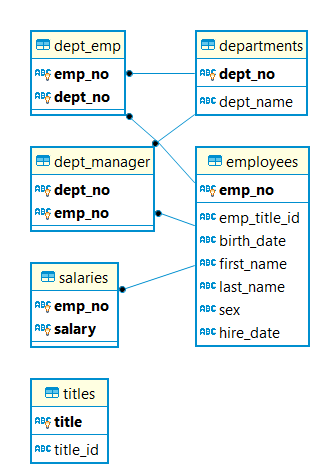 dept_emp
emp_no
dept_no
departments
dept_no
dept_name
dept_manager
dept_no
emp_no
employees
emp_no
emp_title_id
birth_date
first_name
last_name
sex
hire_date
salaries
emp_no
salary
titles
title
title_id